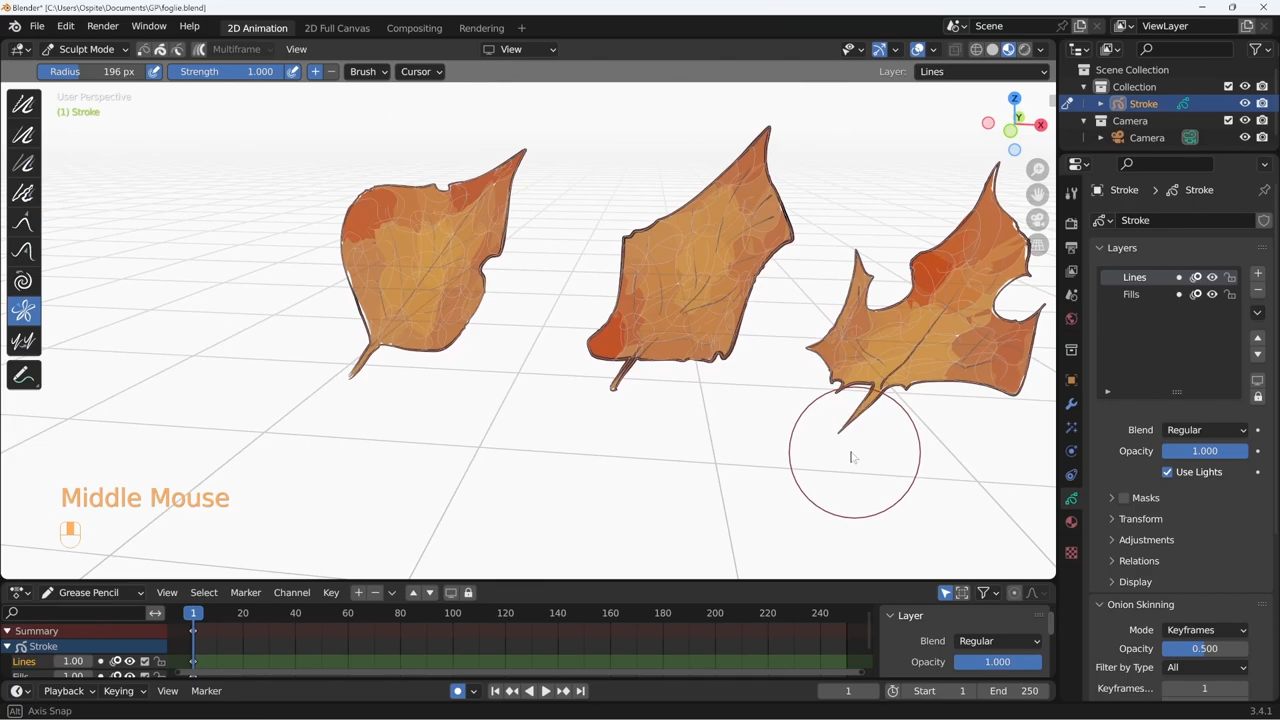 Blender* [C:\Users\Ospite\Documents\GP\foglie.blend]
File Edit Render Window Help 2D Animation 2D Full Canvas Compositing Rendering Scene ViewLayer
Sculpt Mode Multiframe View View
Radius 196 px Strength 1.000 Brush Cursor Layer: Lines
User Perspective
(1) Stroke
Z
Y
X
Middle Mouse
Scene Collection
Collection
Stroke
Camera
Camera
Stroke Stroke
Stroke
Layers
Lines
Fills
Blend Regular
Opacity 1.000
Use Lights
Masks
Transform
Adjustments
Relations
Display
Onion Skinning
Mode Keyframes
Opacity 0.500
Filter by Type All
Keyframes... 1
Grease Pencil View Select Marker Channel Key
1 20 40 60 80 100 120 140 160 180 200 220 240
Summary
Stroke
Lines 1.00
Layer
Blend Regular
Opacity 1.000
Playback Keying View Marker 1 Start 1 End 250
Alt Axis Snap 3.4.1